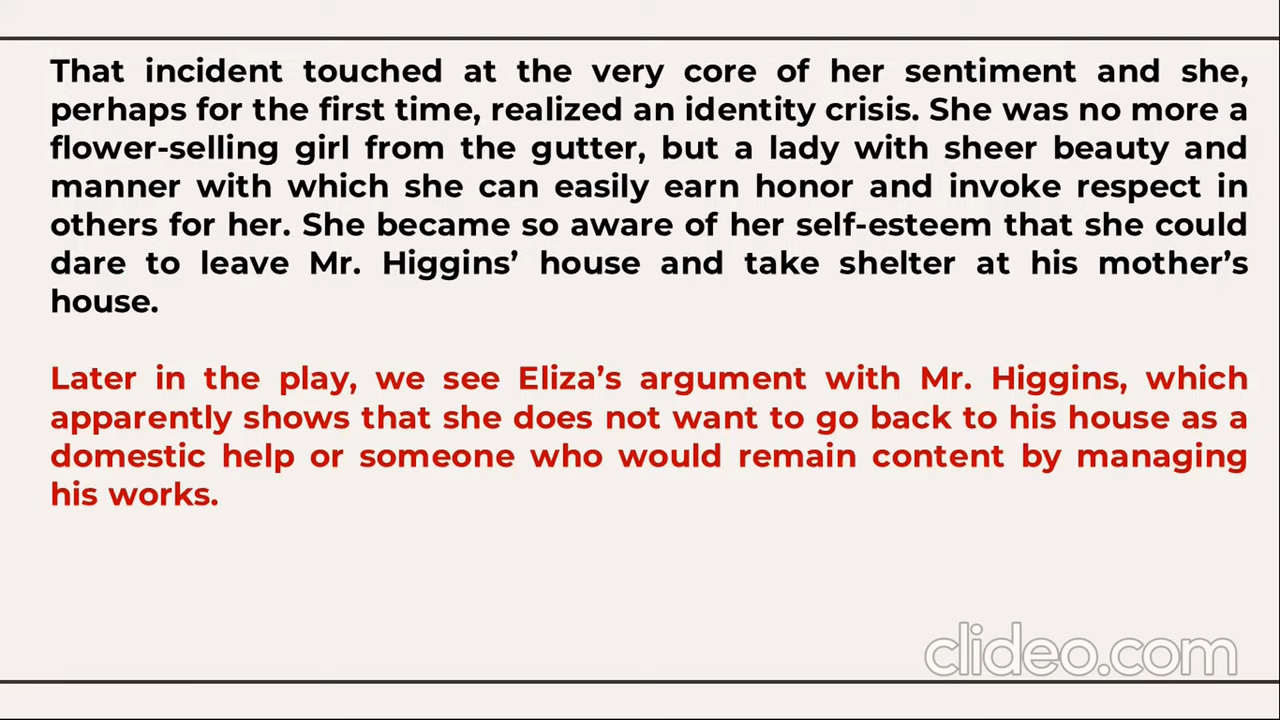 That incident touched at the very core of her sentiment and she,
perhaps for the first time, realized an identity crisis. She was no more a
flower-selling girl from the gutter, but a lady with sheer beauty and
manner with which she can easily earn honor and invoke respect in
others for her. She became so aware of her self-esteem that she could
dare to leave Mr. Higgins’ house and take shelter at his mother’s
house.
Later in the play, we see Eliza’s argument with Mr. Higgins, which
apparently shows that she does not want to go back to his house as a
domestic help or someone who would remain content by managing
his works.
clideo.com